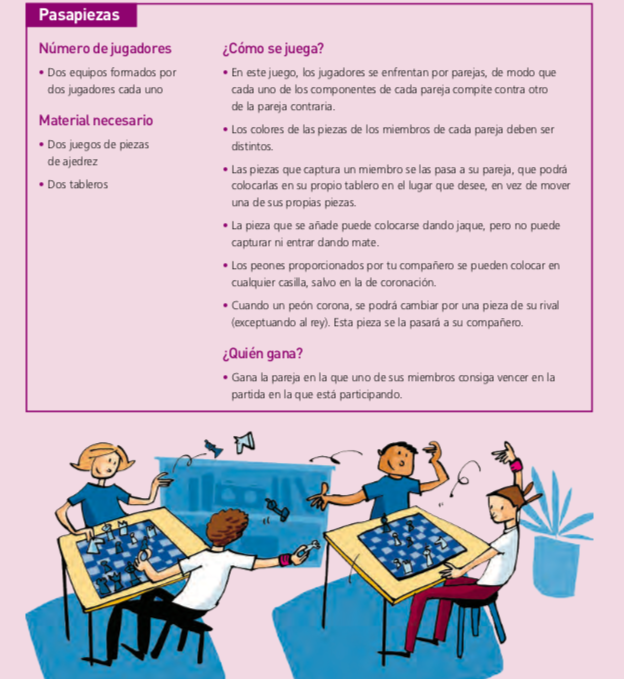 Pasapiezas
Número de jugadores
• Dos equipos formados por
dos jugadores cada uno
Material necesario
• Dos juegos de piezas
de ajedrez
• Dos tableros
¿Cómo se juega?
• En este juego, los jugadores se enfrentan por parejas, de modo que
cada uno de los componentes de cada pareja compite contra otro
de la pareja contraria.
• Los colores de las piezas de los miembros de cada pareja deben ser
distintos.
• Las piezas que captura un miembro se las pasa a su pareja, que podrá
colocarlas en su propio tablero en el lugar que desee, en vez de mover
una de sus propias piezas.
• La pieza que se añade puede colocarse dando jaque, pero no puede
capturar ni entrar dando mate.
• Los peones proporcionados por tu compañero se pueden colocar en
cualquier casilla, salvo en la de coronación.
• Cuando un peón corona, se podrá cambiar por una pieza de su rival
(exceptuando al rey). Esta pieza se la pasará a su compañero.
¿Quién gana?
• Gana la pareja en la que uno de sus miembros consiga vencer en la
partida en la que está participando.